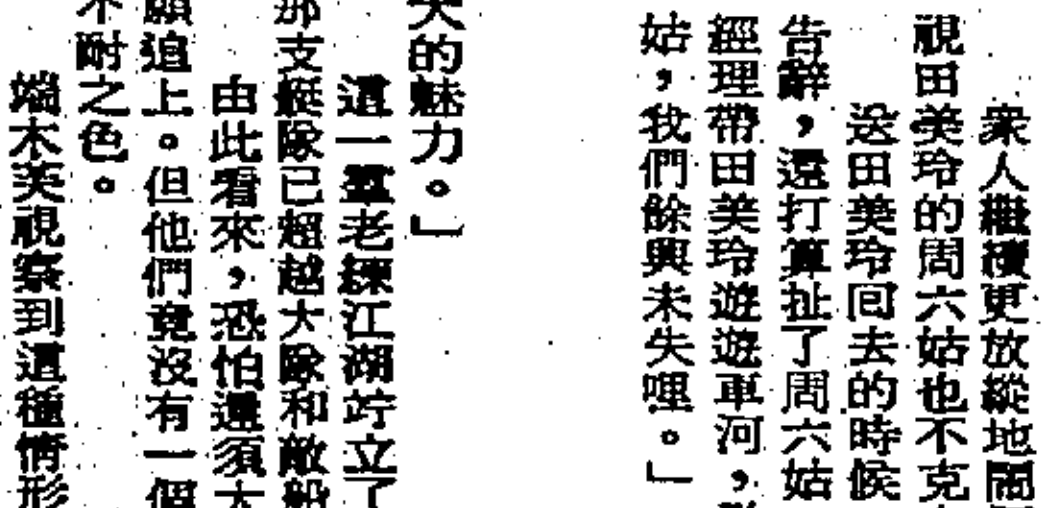 衆人繼續更放縱地鬧
視田美玲的周六姑也不克
送田美玲回去的時候
告辭，還打算扯了周六姑
經理帶田美玲遊遊車河，
姑，我們餘興未失哩。」
的魅力。」
這一羣老練江湖竚立了
那支艇隊已超越大隊和敵船
由此看來，恐怕還須
願追上。但他們竟沒有一個
不耐之色。
端木芙視察到這種情形